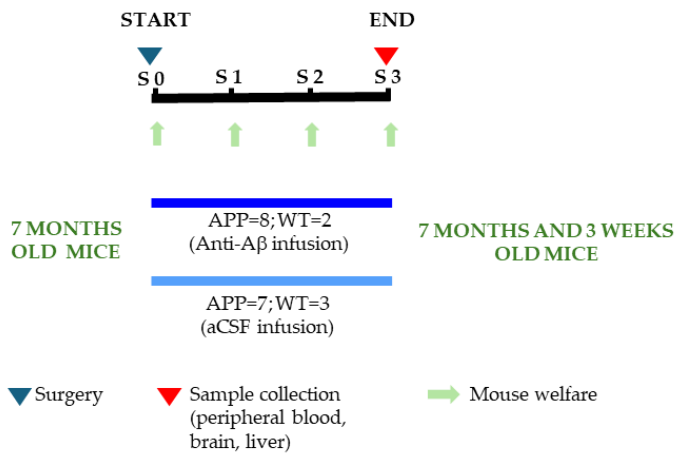 START
END
S 0
S 1
S 2
S 3
7 MONTHS
OLD MICE
APP=8; WT=2
(Anti-Aβ infusion)
7 MONTHS AND 3 WEEKS
OLD MICE
APP=7; WT=3
(aCSF infusion)
Surgery
Sample collection
(peripheral blood,
brain, liver)
Mouse welfare